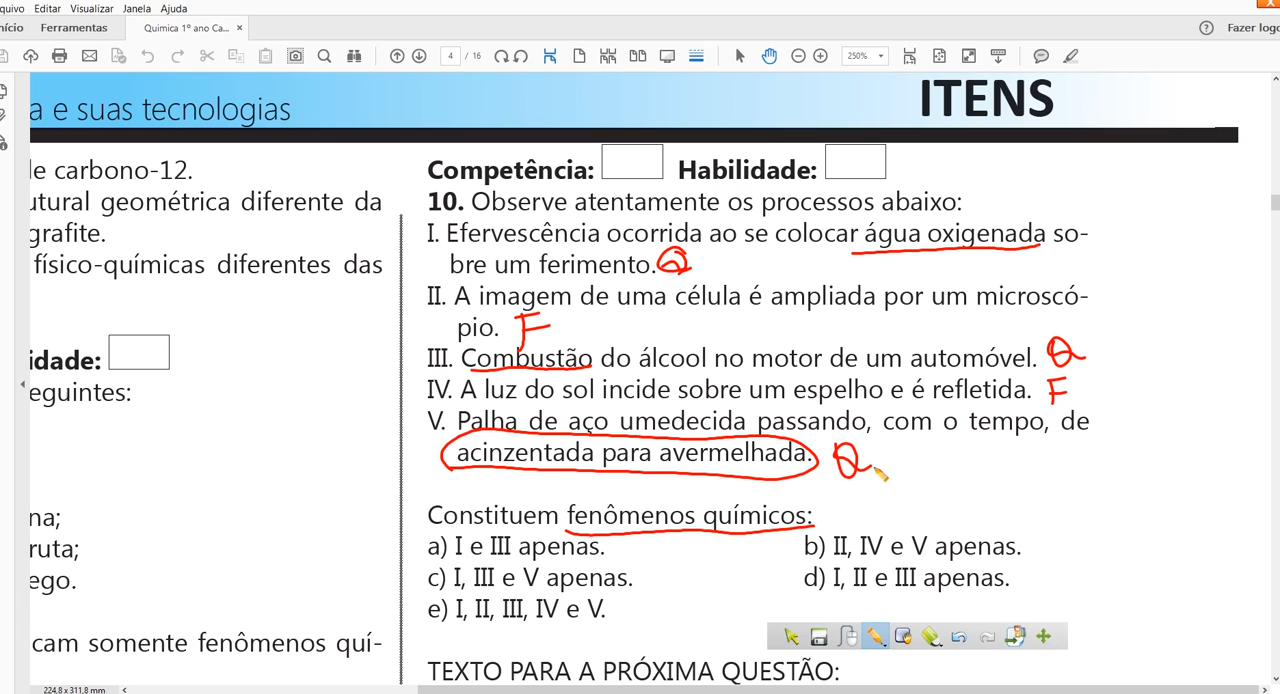 quivo Editar Visualizar Janela Ajuda
nício Ferramentas Quimica 1º ano Ca... × Fazer logo
4 / 16 250%
a e suas tecnologias ITENS
le carbono-12.
utural geométrica diferente da
grafite.
físico-químicas diferentes das
idade:
eguintes:
na;
ruta;
ego.
cam somente fenômenos quí-
Competência: Habilidade:
10. Observe atentamente os processos abaixo:
I. Efervescência ocorrida ao se colocar água oxigenada so-
bre um ferimento. Q
II. A imagem de uma célula é ampliada por um microscó-
pio. F
III. Combustão do álcool no motor de um automóvel. Q
IV. A luz do sol incide sobre um espelho e é refletida. F
V. Palha de aço umedecida passando, com o tempo, de
acinzentada para avermelhada. Q
Constituem fenômenos químicos:
a) I e III apenas. b) II, IV e V apenas.
c) I, III e V apenas. d) I, II e III apenas.
e) I, II, III, IV e V.
TEXTO PARA A PRÓXIMA QUESTÃO:
224,8 x 311,8 mm